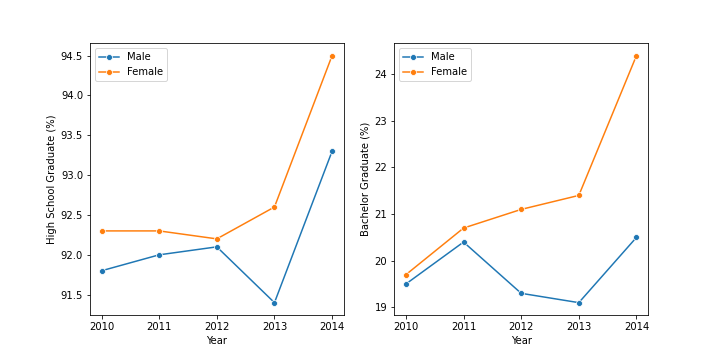 Male
Female
High School Graduate (%)
94.5
94.0
93.5
93.0
92.5
92.0
91.5
2010 2011 2012 2013 2014
Year
Male
Female
Bachelor Graduate (%)
24
23
22
21
20
19
2010 2011 2012 2013 2014
Year